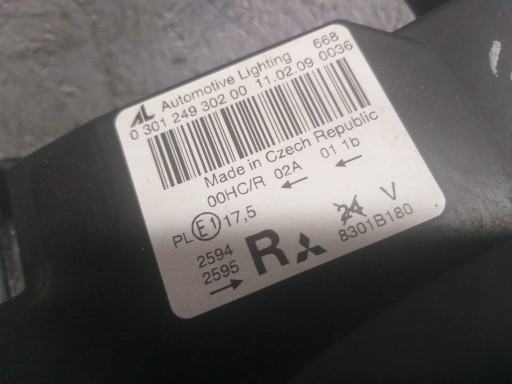 AL Automotive Lighting 668
0 301 249 302 00 11.02.09 0036
Made in Czech Republic
00HC/R 02A ← 01 1b ←
PL E1 17,5
2594
2595
→
R
24 V
8301B180